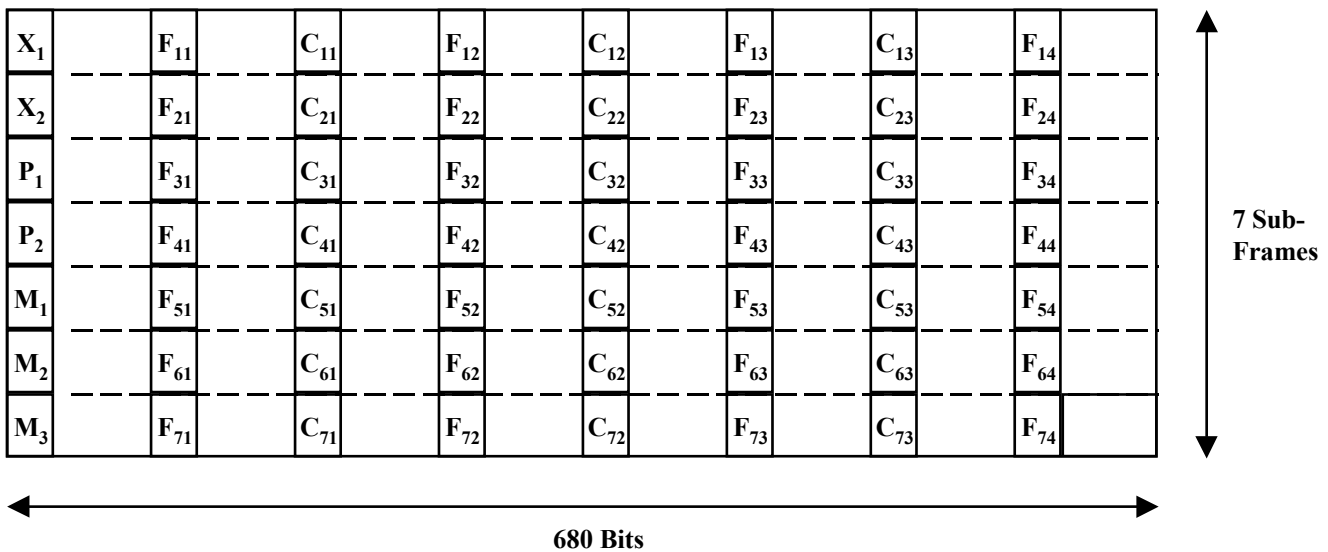 X₁ F₁₁ C₁₁ F₁₂ C₁₂ F₁₃ C₁₃ F₁₄
X₂ F₂₁ C₂₁ F₂₂ C₂₂ F₂₃ C₂₃ F₂₄
P₁ F₃₁ C₃₁ F₃₂ C₃₂ F₃₃ C₃₃ F₃₄
P₂ F₄₁ C₄₁ F₄₂ C₄₂ F₄₃ C₄₃ F₄₄
M₁ F₅₁ C₅₁ F₅₂ C₅₂ F₅₃ C₅₃ F₅₄
M₂ F₆₁ C₆₁ F₆₂ C₆₂ F₆₃ C₆₃ F₆₄
M₃ F₇₁ C₇₁ F₇₂ C₇₂ F₇₃ C₇₃ F₇₄
7 Sub-
Frames
680 Bits